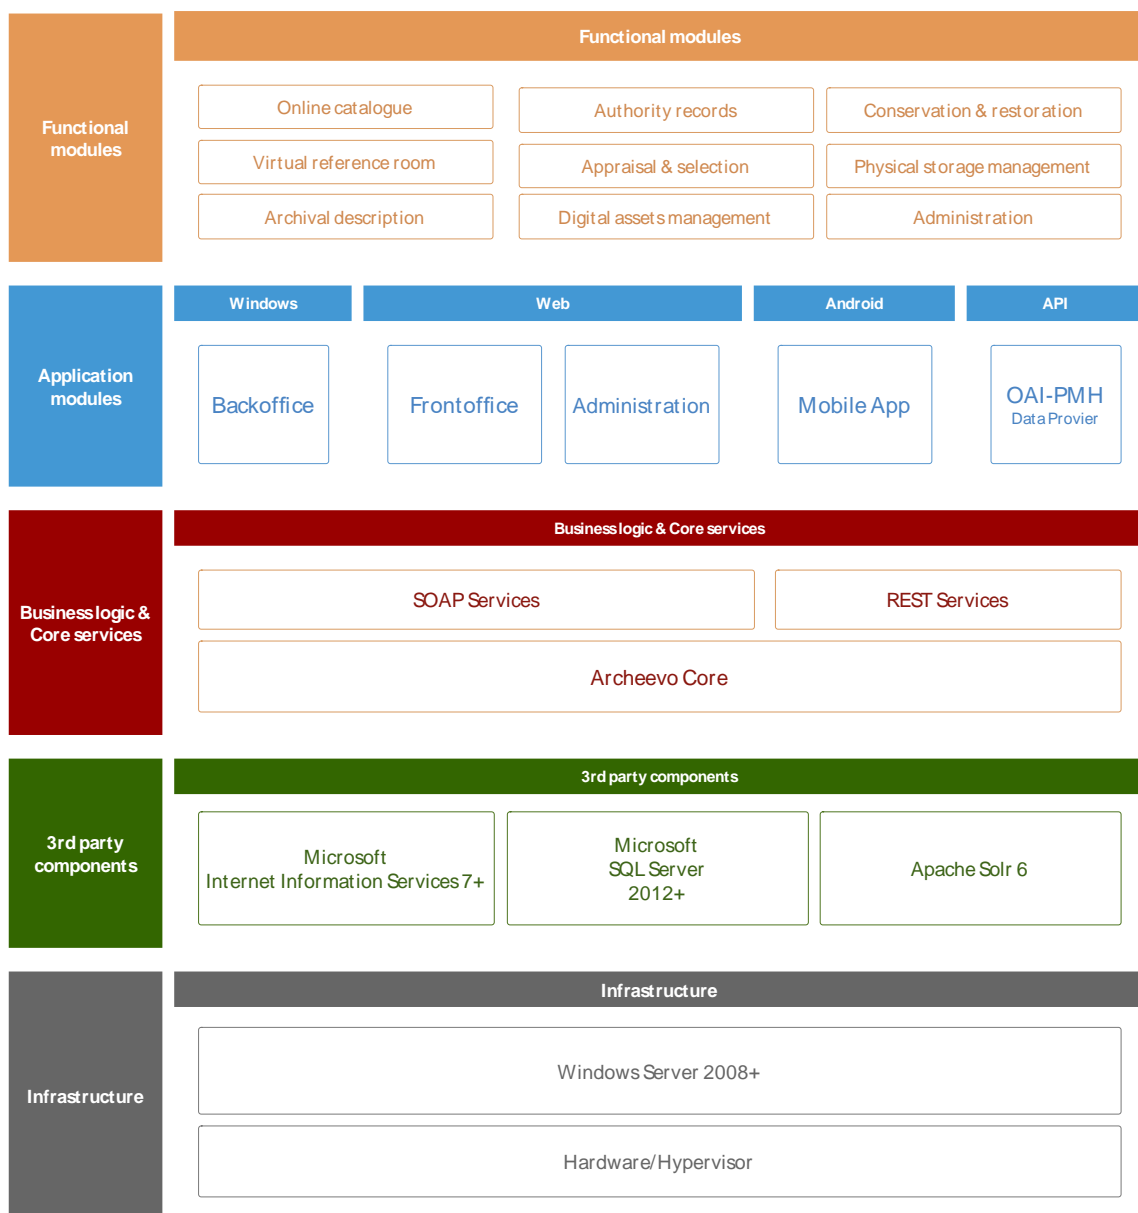 Functional modules
Functional
modules
Online catalogue
Authority records
Conservation & restoration
Virtual reference room
Appraisal & selection
Physical storage management
Archival description
Digital assets management
Administration
Windows
Web
Android
API
Application
modules
Backoffice
Frontoffice
Administration
Mobile App
OAI-PMH
Data Provier
Business logic & Core services
Business logic &
Core services
SOAP Services
REST Services
Archeevo Core
3rd party components
3rd party
components
Microsoft
Internet Information Services 7+
Microsoft
SQL Server
2012+
Apache Solr 6
Infrastructure
Infrastructure
Windows Server 2008+
Hardware/Hypervisor